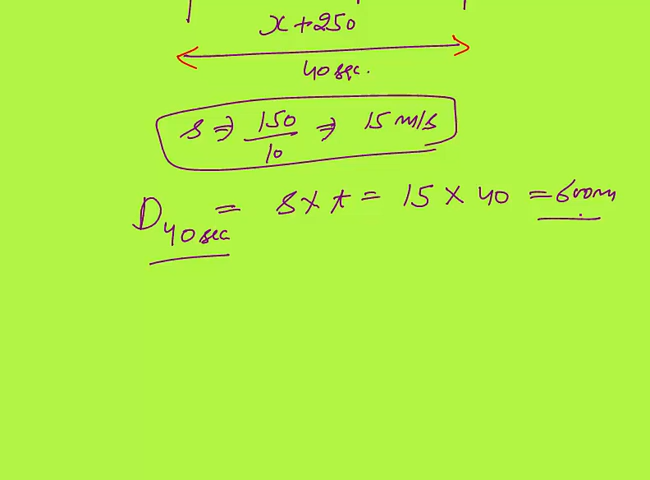 x+250
40 sec.
s ⇒ 150/10 ⇒ 15 m/s
D40sec = s × t = 15 × 40 = 600m